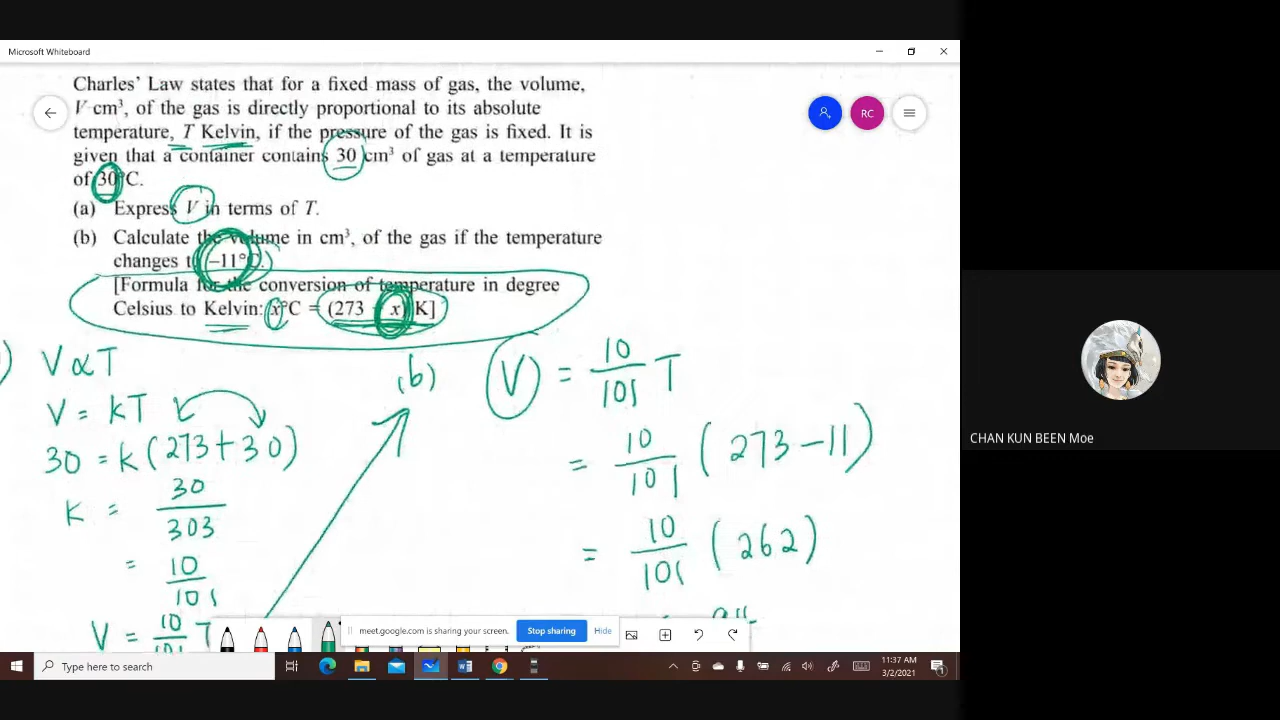 Microsoft Whiteboard
Charles' Law states that for a fixed mass of gas, the volume,
V cm³, of the gas is directly proportional to its absolute
temperature, T Kelvin, if the pressure of the gas is fixed. It is
given that a container contains 30 cm³ of gas at a temperature
of 30°C.
(a) Express V in terms of T.
(b) Calculate the volume in cm³, of the gas if the temperature
changes to (−11°C.)
[Formula for the conversion of temperature in degree
Celsius to Kelvin: x°C = (273 + x) K]
RC
) V ∝ T
V = kT
30 = k (273 + 30)
K = 30/303
= 10/101
V = 10/101 T
(b) V = 10/101 T
= 10/101 (273 − 11)
= 10/101 (262)
CHAN KUN BEEN Moe
meet.google.com is sharing your screen.
Stop sharing
Hide
Type here to search
11:37 AM
3/2/2021
1